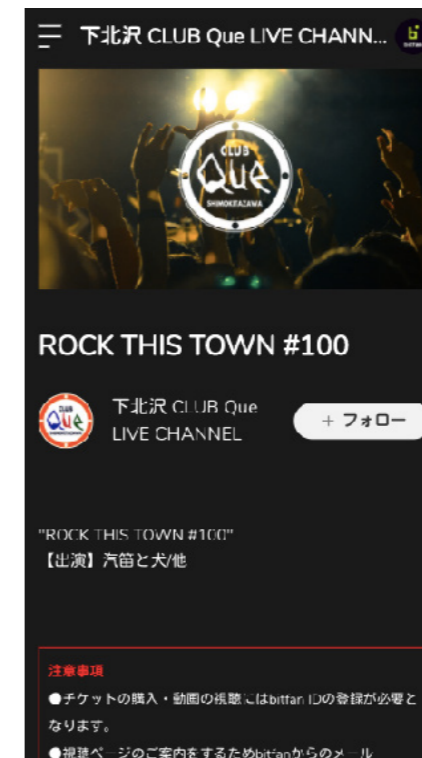 下北沢 CLUB Que LIVE CHANN...
CLUB
Que
SHIMOKITAZAWA
ROCK THIS TOWN #100
CLUB
Que
下北沢 CLUB Que
LIVE CHANNEL
+ フォロー
"ROCK THIS TOWN #100"
【出演】汽笛と犬/他
注意事項
●チケットの購入・動画の視聴にはbitfan IDの登録が必要と
なります。
●視聴ページのご案内をするためbitfanからのメール